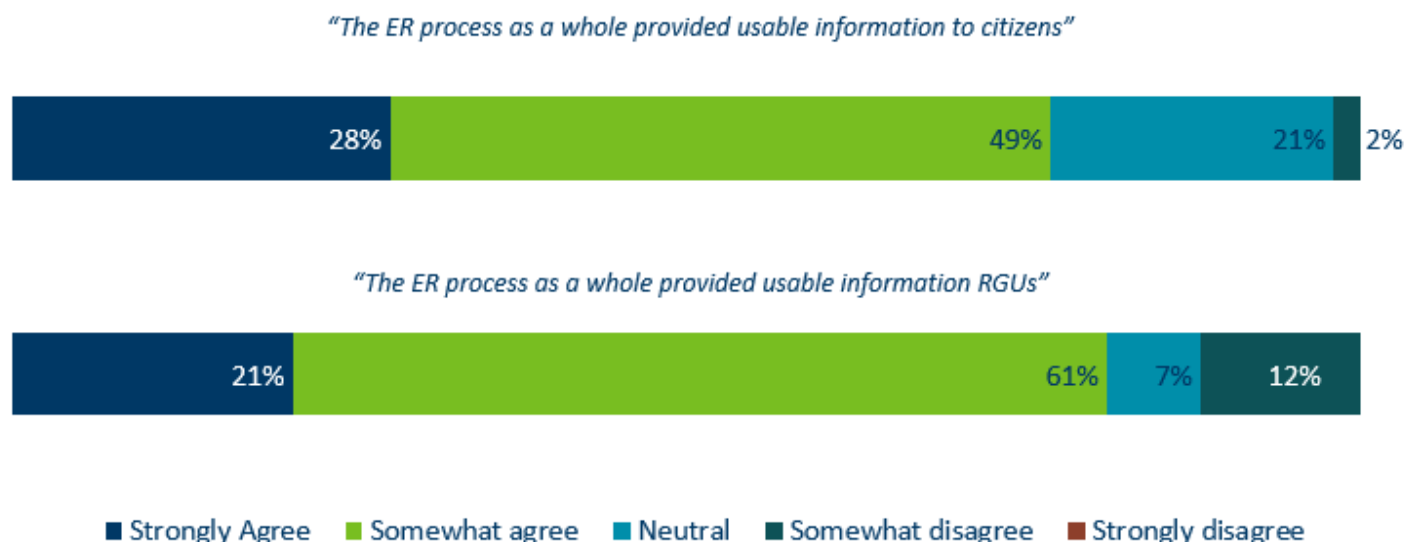 “The ER process as a whole provided usable information to citizens”
28% 49% 21% 2%
“The ER process as a whole provided usable information RGUs”
21% 61% 7% 12%
Strongly Agree Somewhat agree Neutral Somewhat disagree Strongly disagree